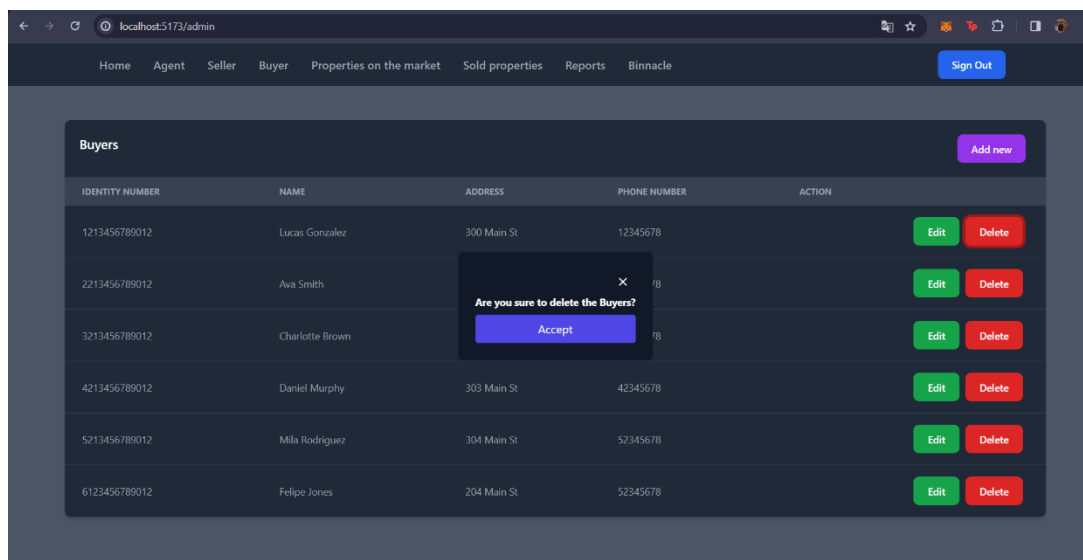 localhost:5173/admin
Home Agent Seller Buyer Properties on the market Sold properties Reports Binnacle Sign Out
Buyers Add new
IDENTITY NUMBER NAME ADDRESS PHONE NUMBER ACTION
1213456789012 Lucas Gonzalez 300 Main St 12345678 Edit Delete
2213456789012 Ava Smith 78 Edit Delete
Are you sure to delete the Buyers?
Accept
3213456789012 Charlotte Brown 78 Edit Delete
4213456789012 Daniel Murphy 303 Main St 42345678 Edit Delete
5213456789012 Mila Rodriguez 304 Main St 52345678 Edit Delete
6123456789012 Felipe Jones 204 Main St 52345678 Edit Delete